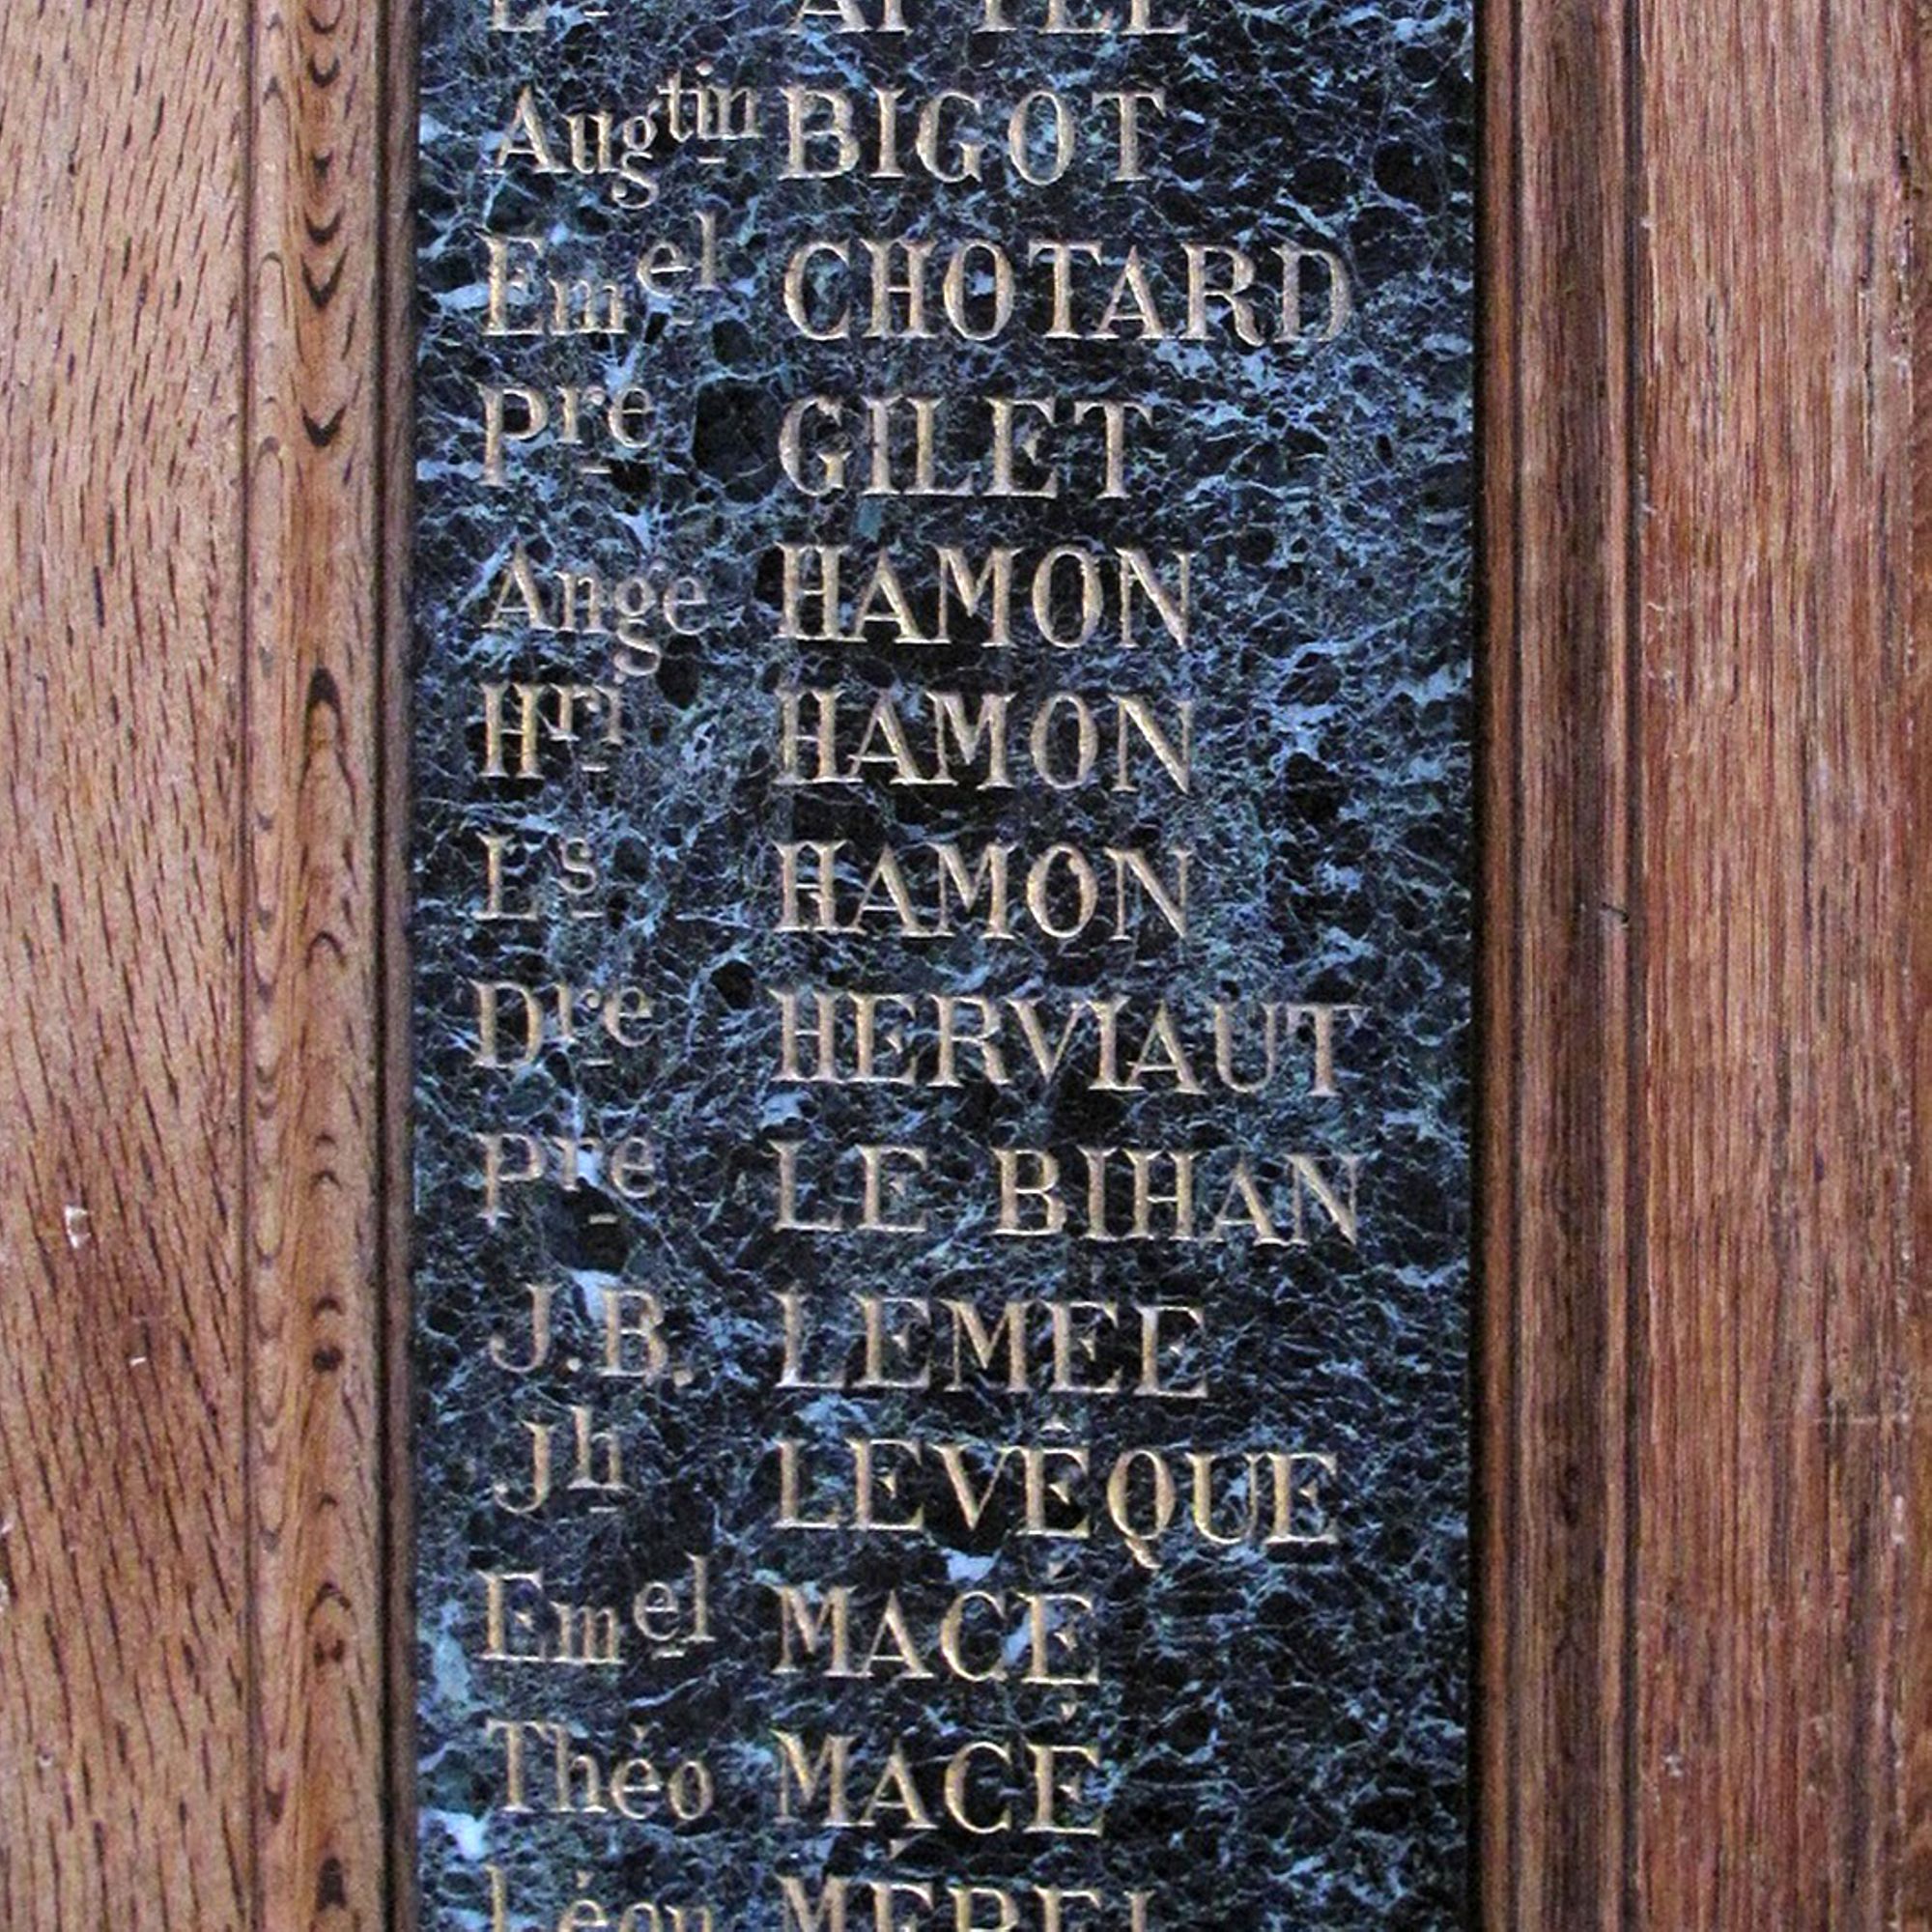 Augtin BIGOT
Emel CHOTARD
Pre GILET
Ange HAMON
Hri HAMON
Ls HAMON
Dre HERVIAUT
Pre LE BIHAN
J.B. LEMEE
Jh LEVÊQUE
Emel MACÉ
Théo MACÉ
Léon